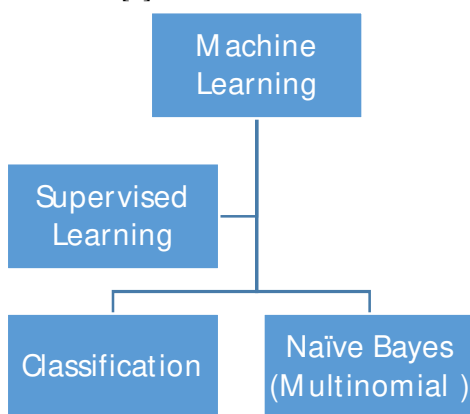 Machine
Learning
Supervised
Learning
Classification
Naïve Bayes
(Multinomial )